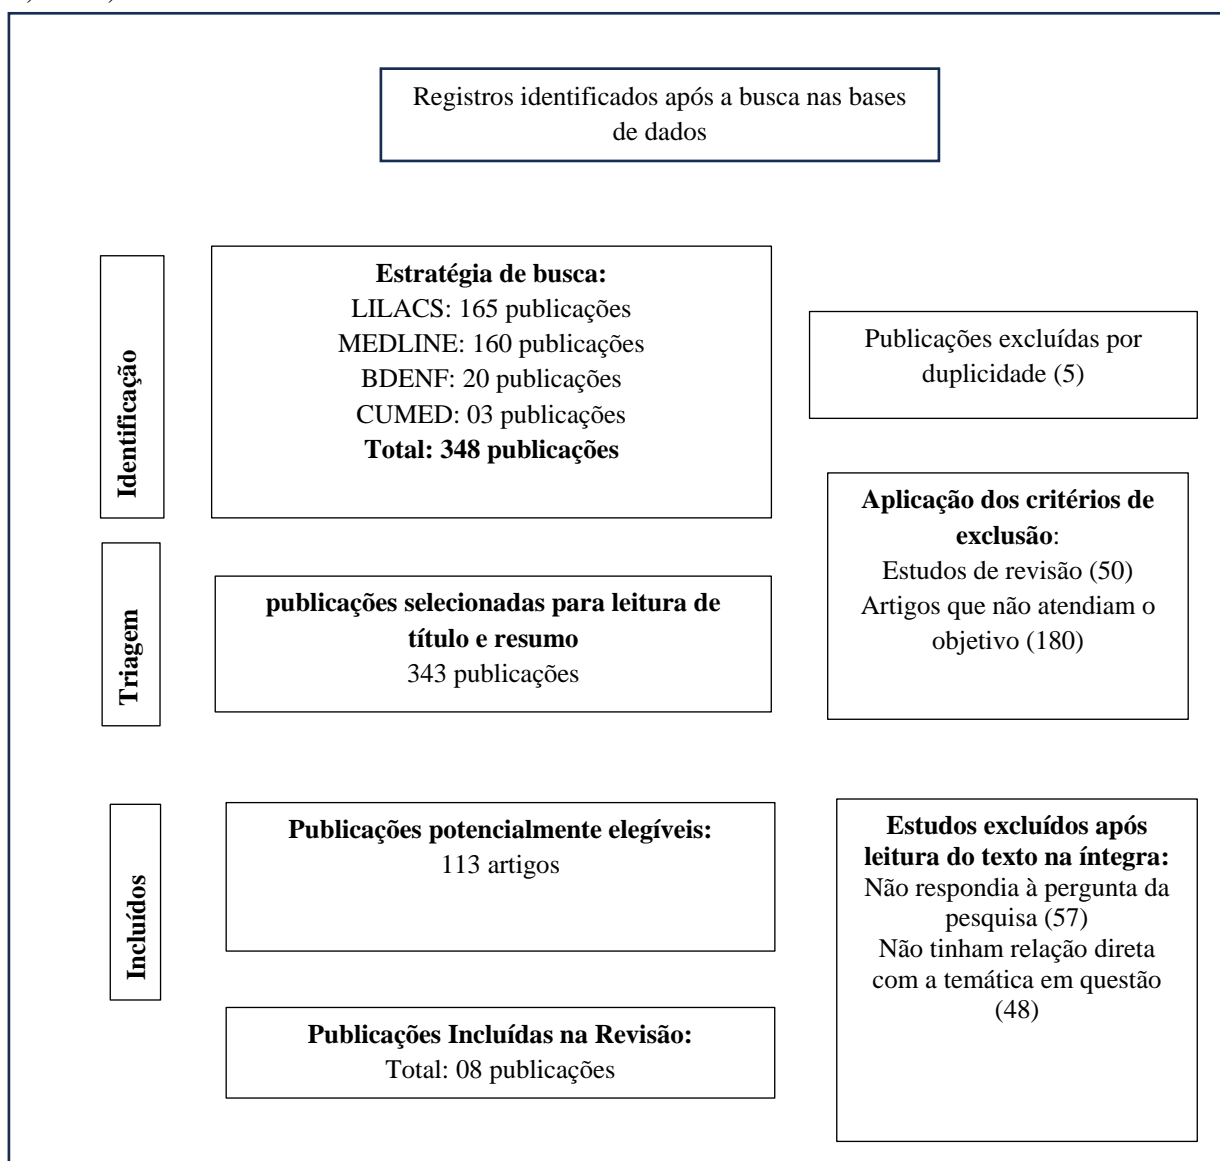 Registros identificados após a busca nas bases
de dados
Identificação
Estratégia de busca:
LILACS: 165 publicações
MEDLINE: 160 publicações
BDENF: 20 publicações
CUMED: 03 publicações
Total: 348 publicações
Publicações excluídas por
duplicidade (5)
Aplicação dos critérios de
exclusão:
Estudos de revisão (50)
Artigos que não atendiam o
objetivo (180)
Triagem
publicações selecionadas para leitura de
título e resumo
343 publicações
Incluídos
Publicações potencialmente elegíveis:
113 artigos
Estudos excluídos após
leitura do texto na íntegra:
Não respondia à pergunta da
pesquisa (57)
Não tinham relação direta
com a temática em questão
(48)
Publicações Incluídas na Revisão:
Total: 08 publicações